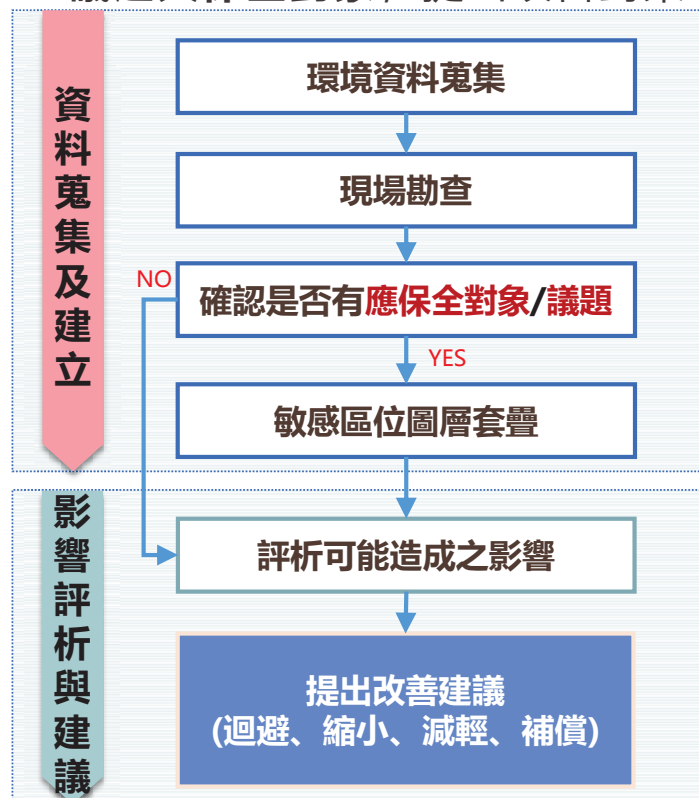 資料蒐集及建立
環境資料蒐集
現場勘查
NO
確認是否有應保全對象/議題
YES
敏感區位圖層套疊
影響評析與建議
評析可能造成之影響
提出改善建議
(迴避、縮小、減輕、補償)